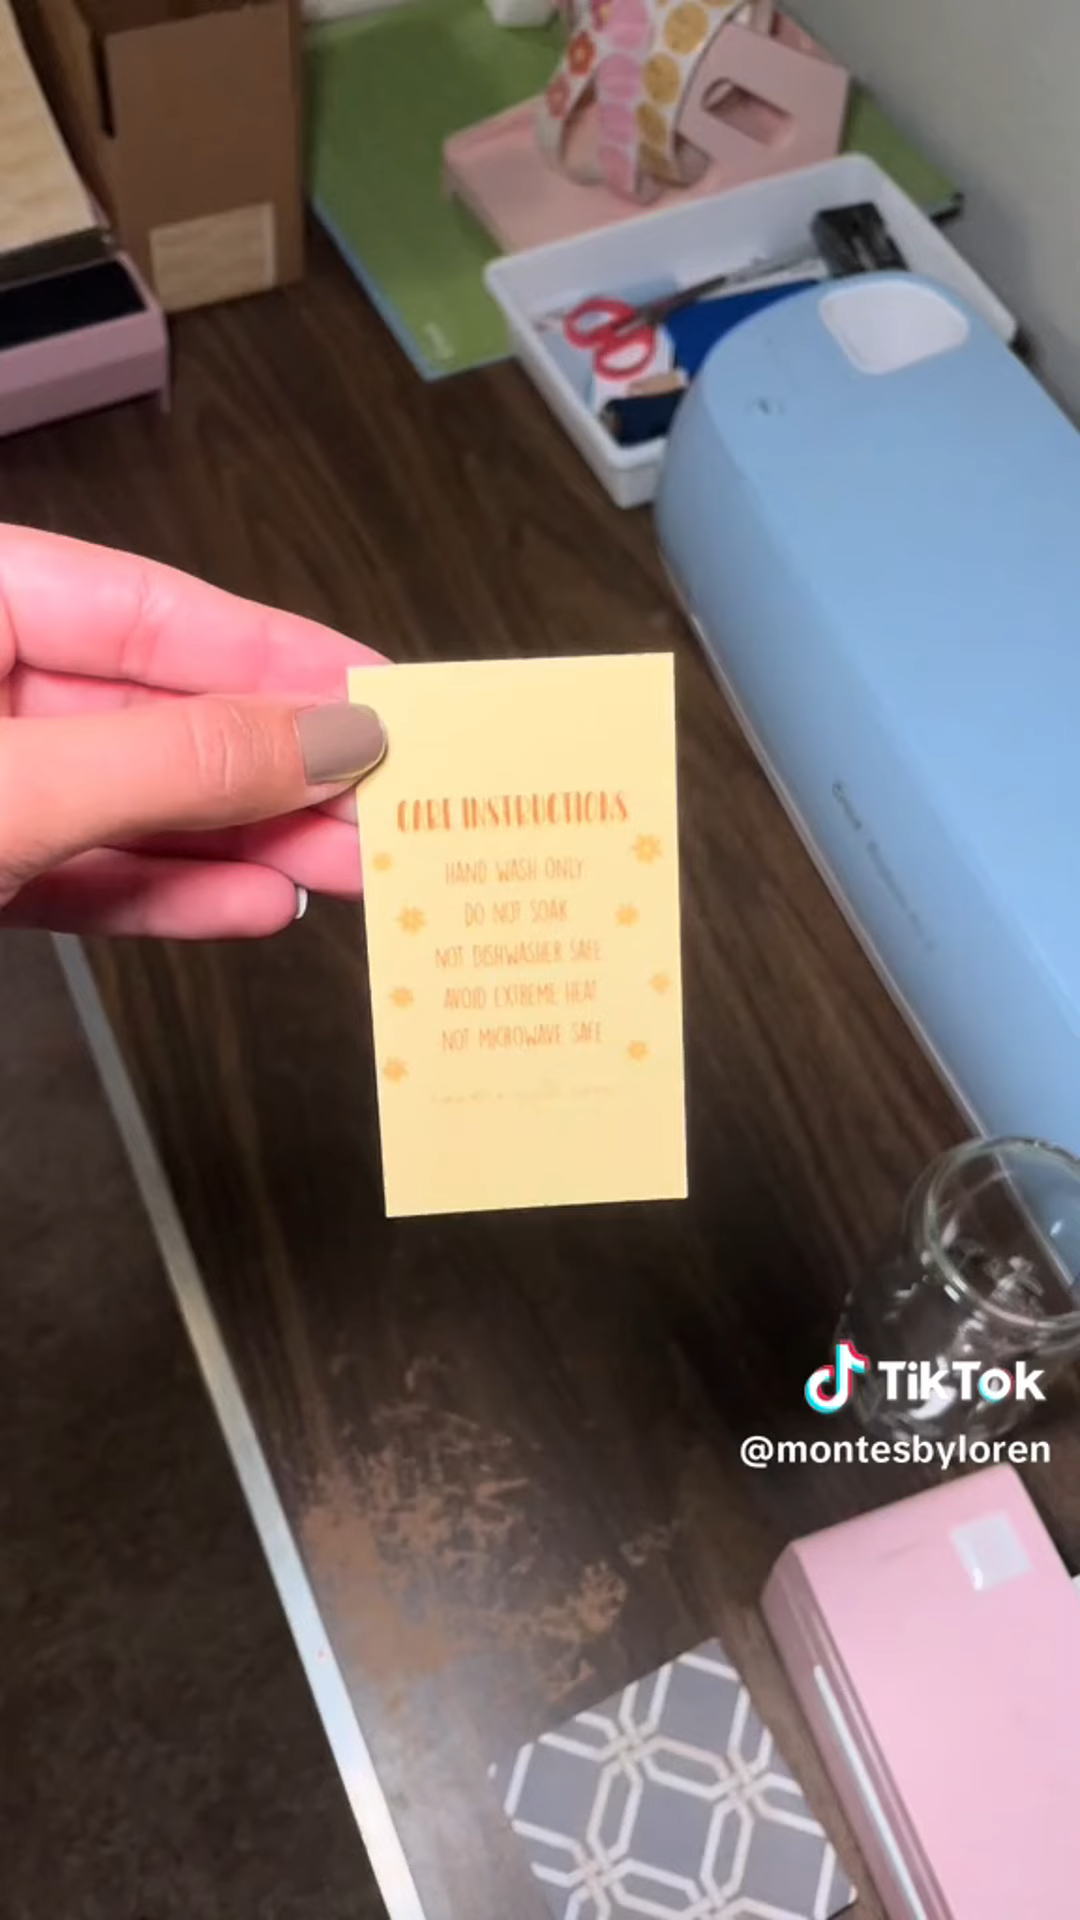 CARE INSTRUCTIONS
HAND WASH ONLY
DO NOT SOAK
NOT DISHWASHER SAFE
AVOID EXTREME HEAT
NOT MICROWAVE SAFE
TikTok
@montesbyloren